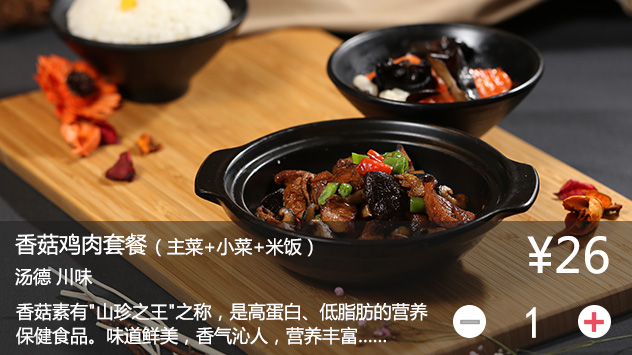 香菇鸡肉套餐（主菜+小菜+米饭）
¥26
汤德 川味
香菇素有"山珍之王"之称，是高蛋白、低脂肪的营养
保健食品。味道鲜美，香气沁人，营养丰富......
1